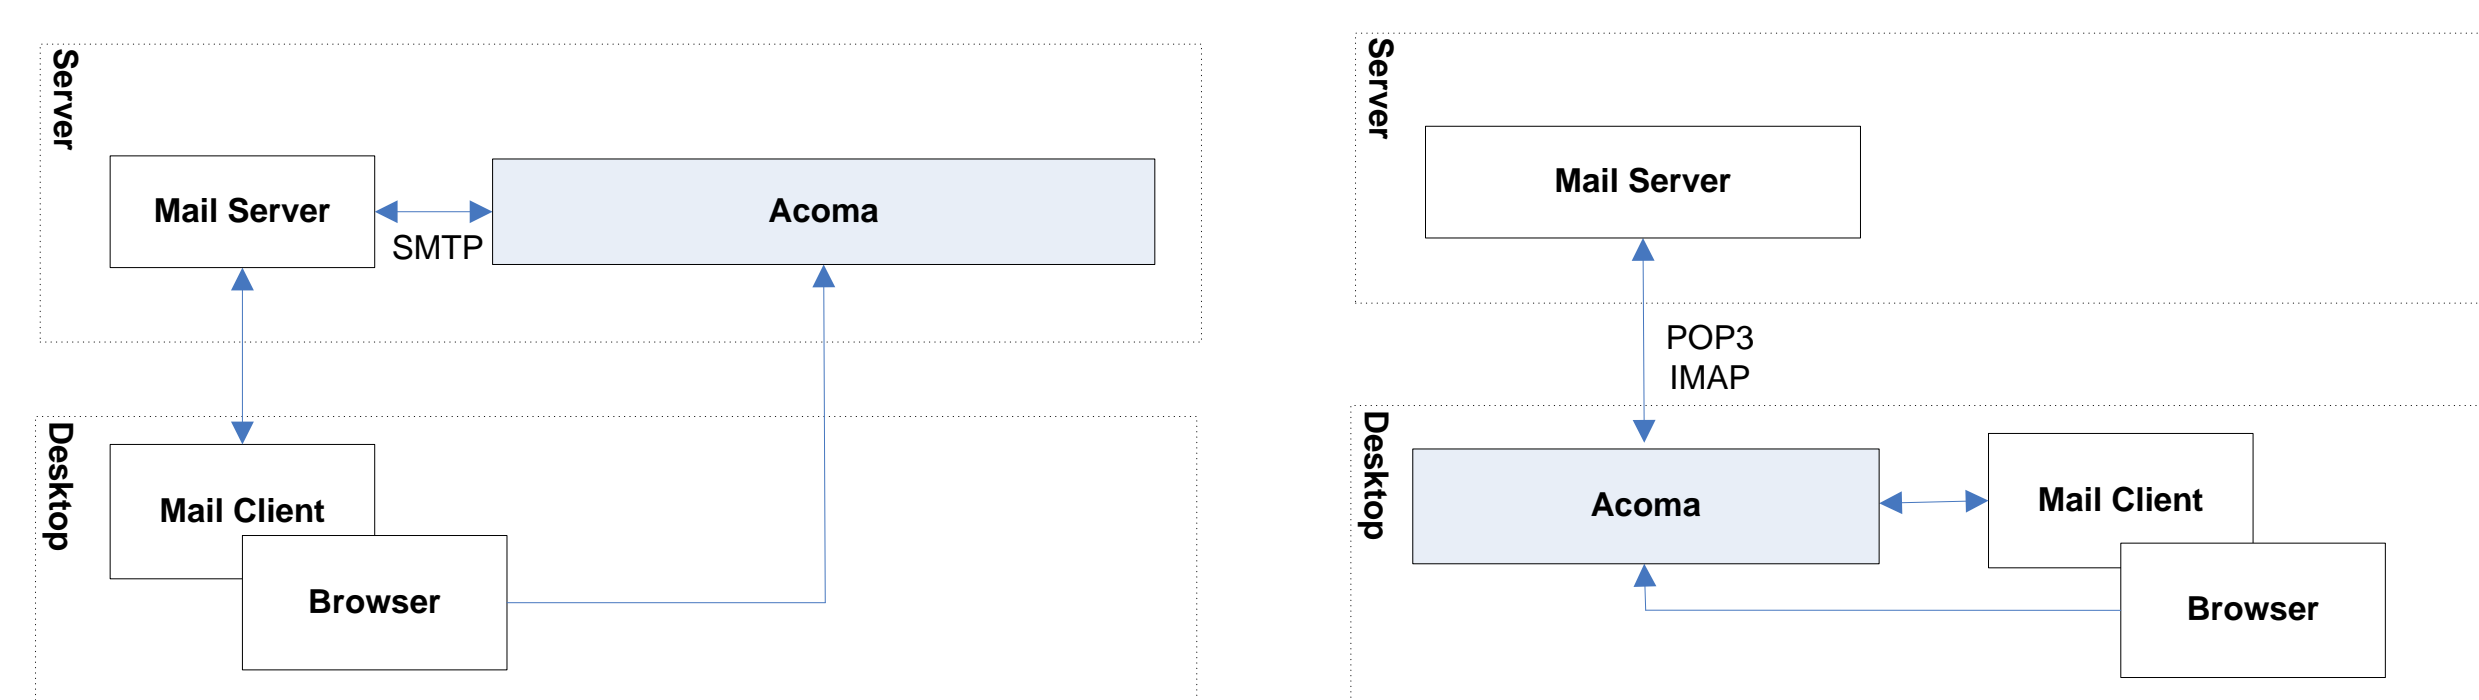 Server
Mail Server
SMTP
Acoma
Desktop
Mail Client
Browser
Server
Mail Server
POP3
IMAP
Desktop
Acoma
Mail Client
Browser